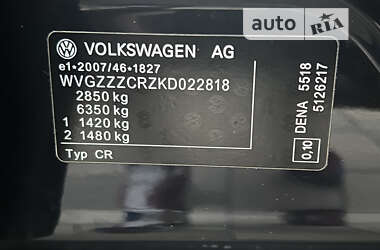 auto RIA
VOLKSWAGEN AG
e1*2007/46*1827
WVGZZZCRZKD022818
2850 kg
6350 kg
1 1420 kg
2 1480 kg
Typ CR
DENA 5518
5126217
0,10